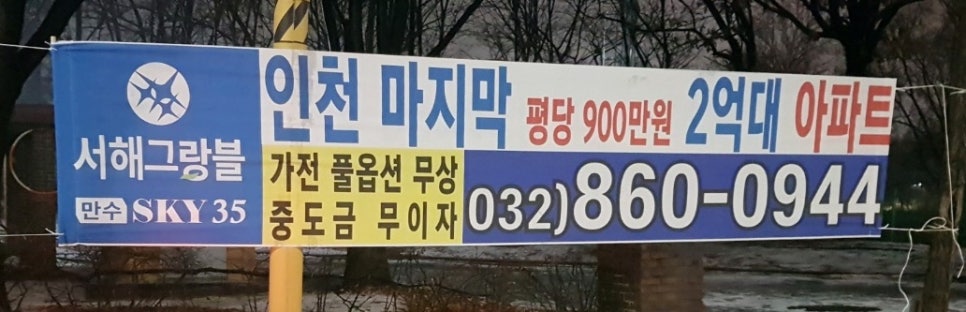 서해그랑블
만수 SKY 35
인천 마지막 평당 900만원 2억대 아파트
가전 풀옵션 무상
중도금 무이자
032)860-0944